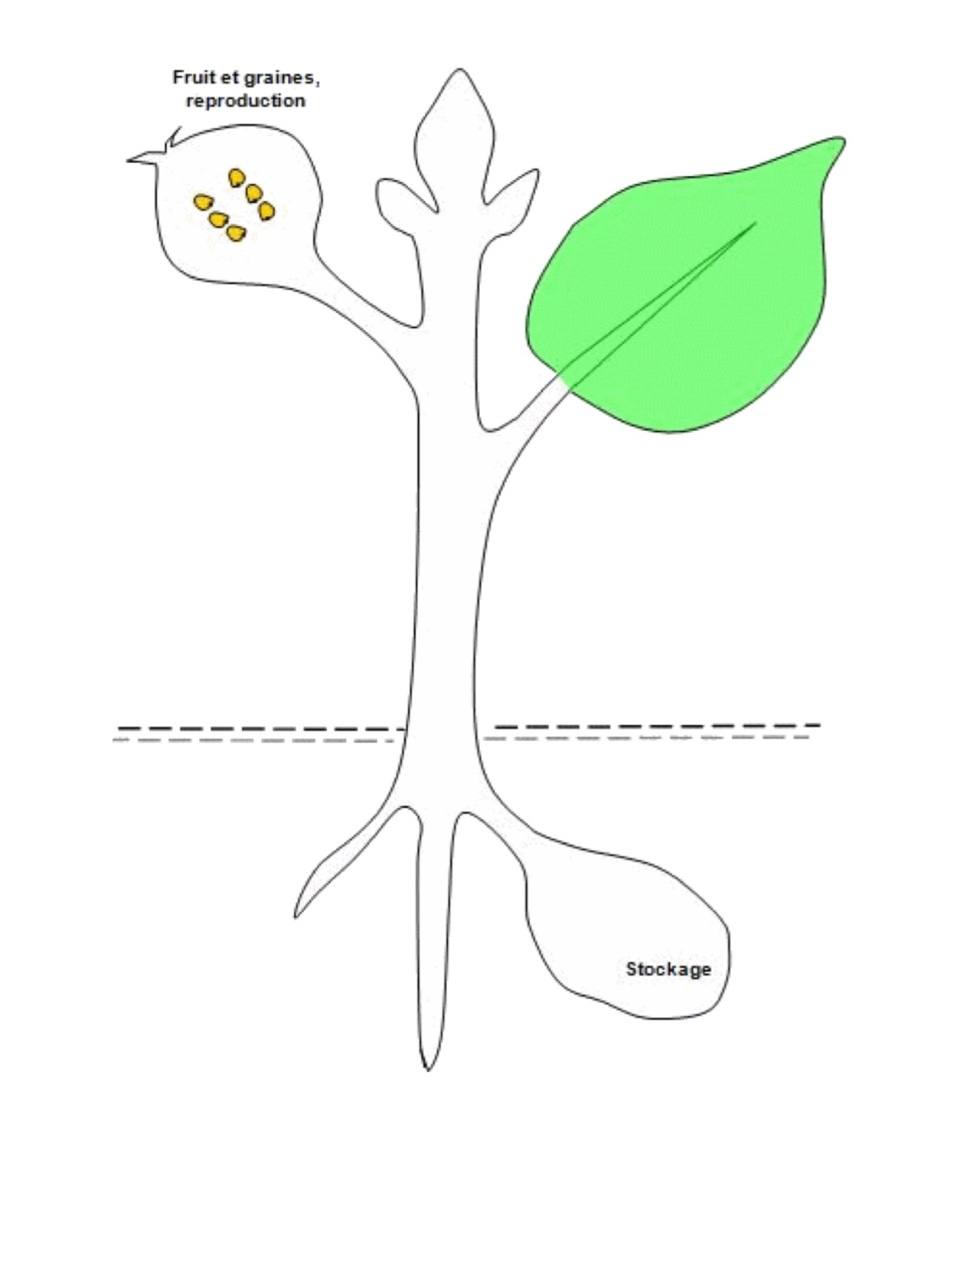 Fruit et graines,
reproduction
Stockage